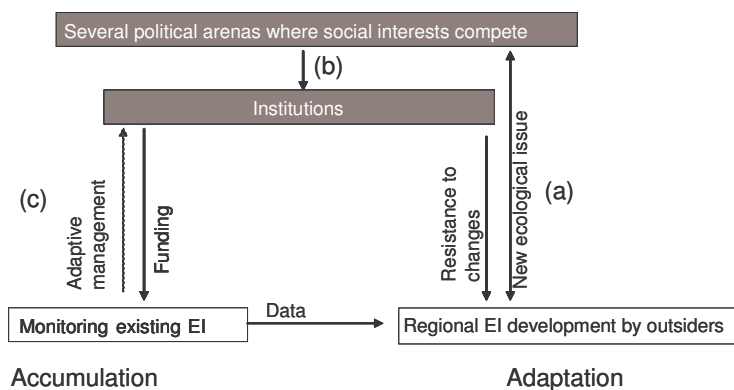 Several political arenas where social interests compete
(b)
Institutions
(c)
Adaptive
management
Funding
Resistance to
changes
New ecological issue
(a)
Monitoring existing EI
Data
Regional EI development by outsiders
Accumulation
Adaptation